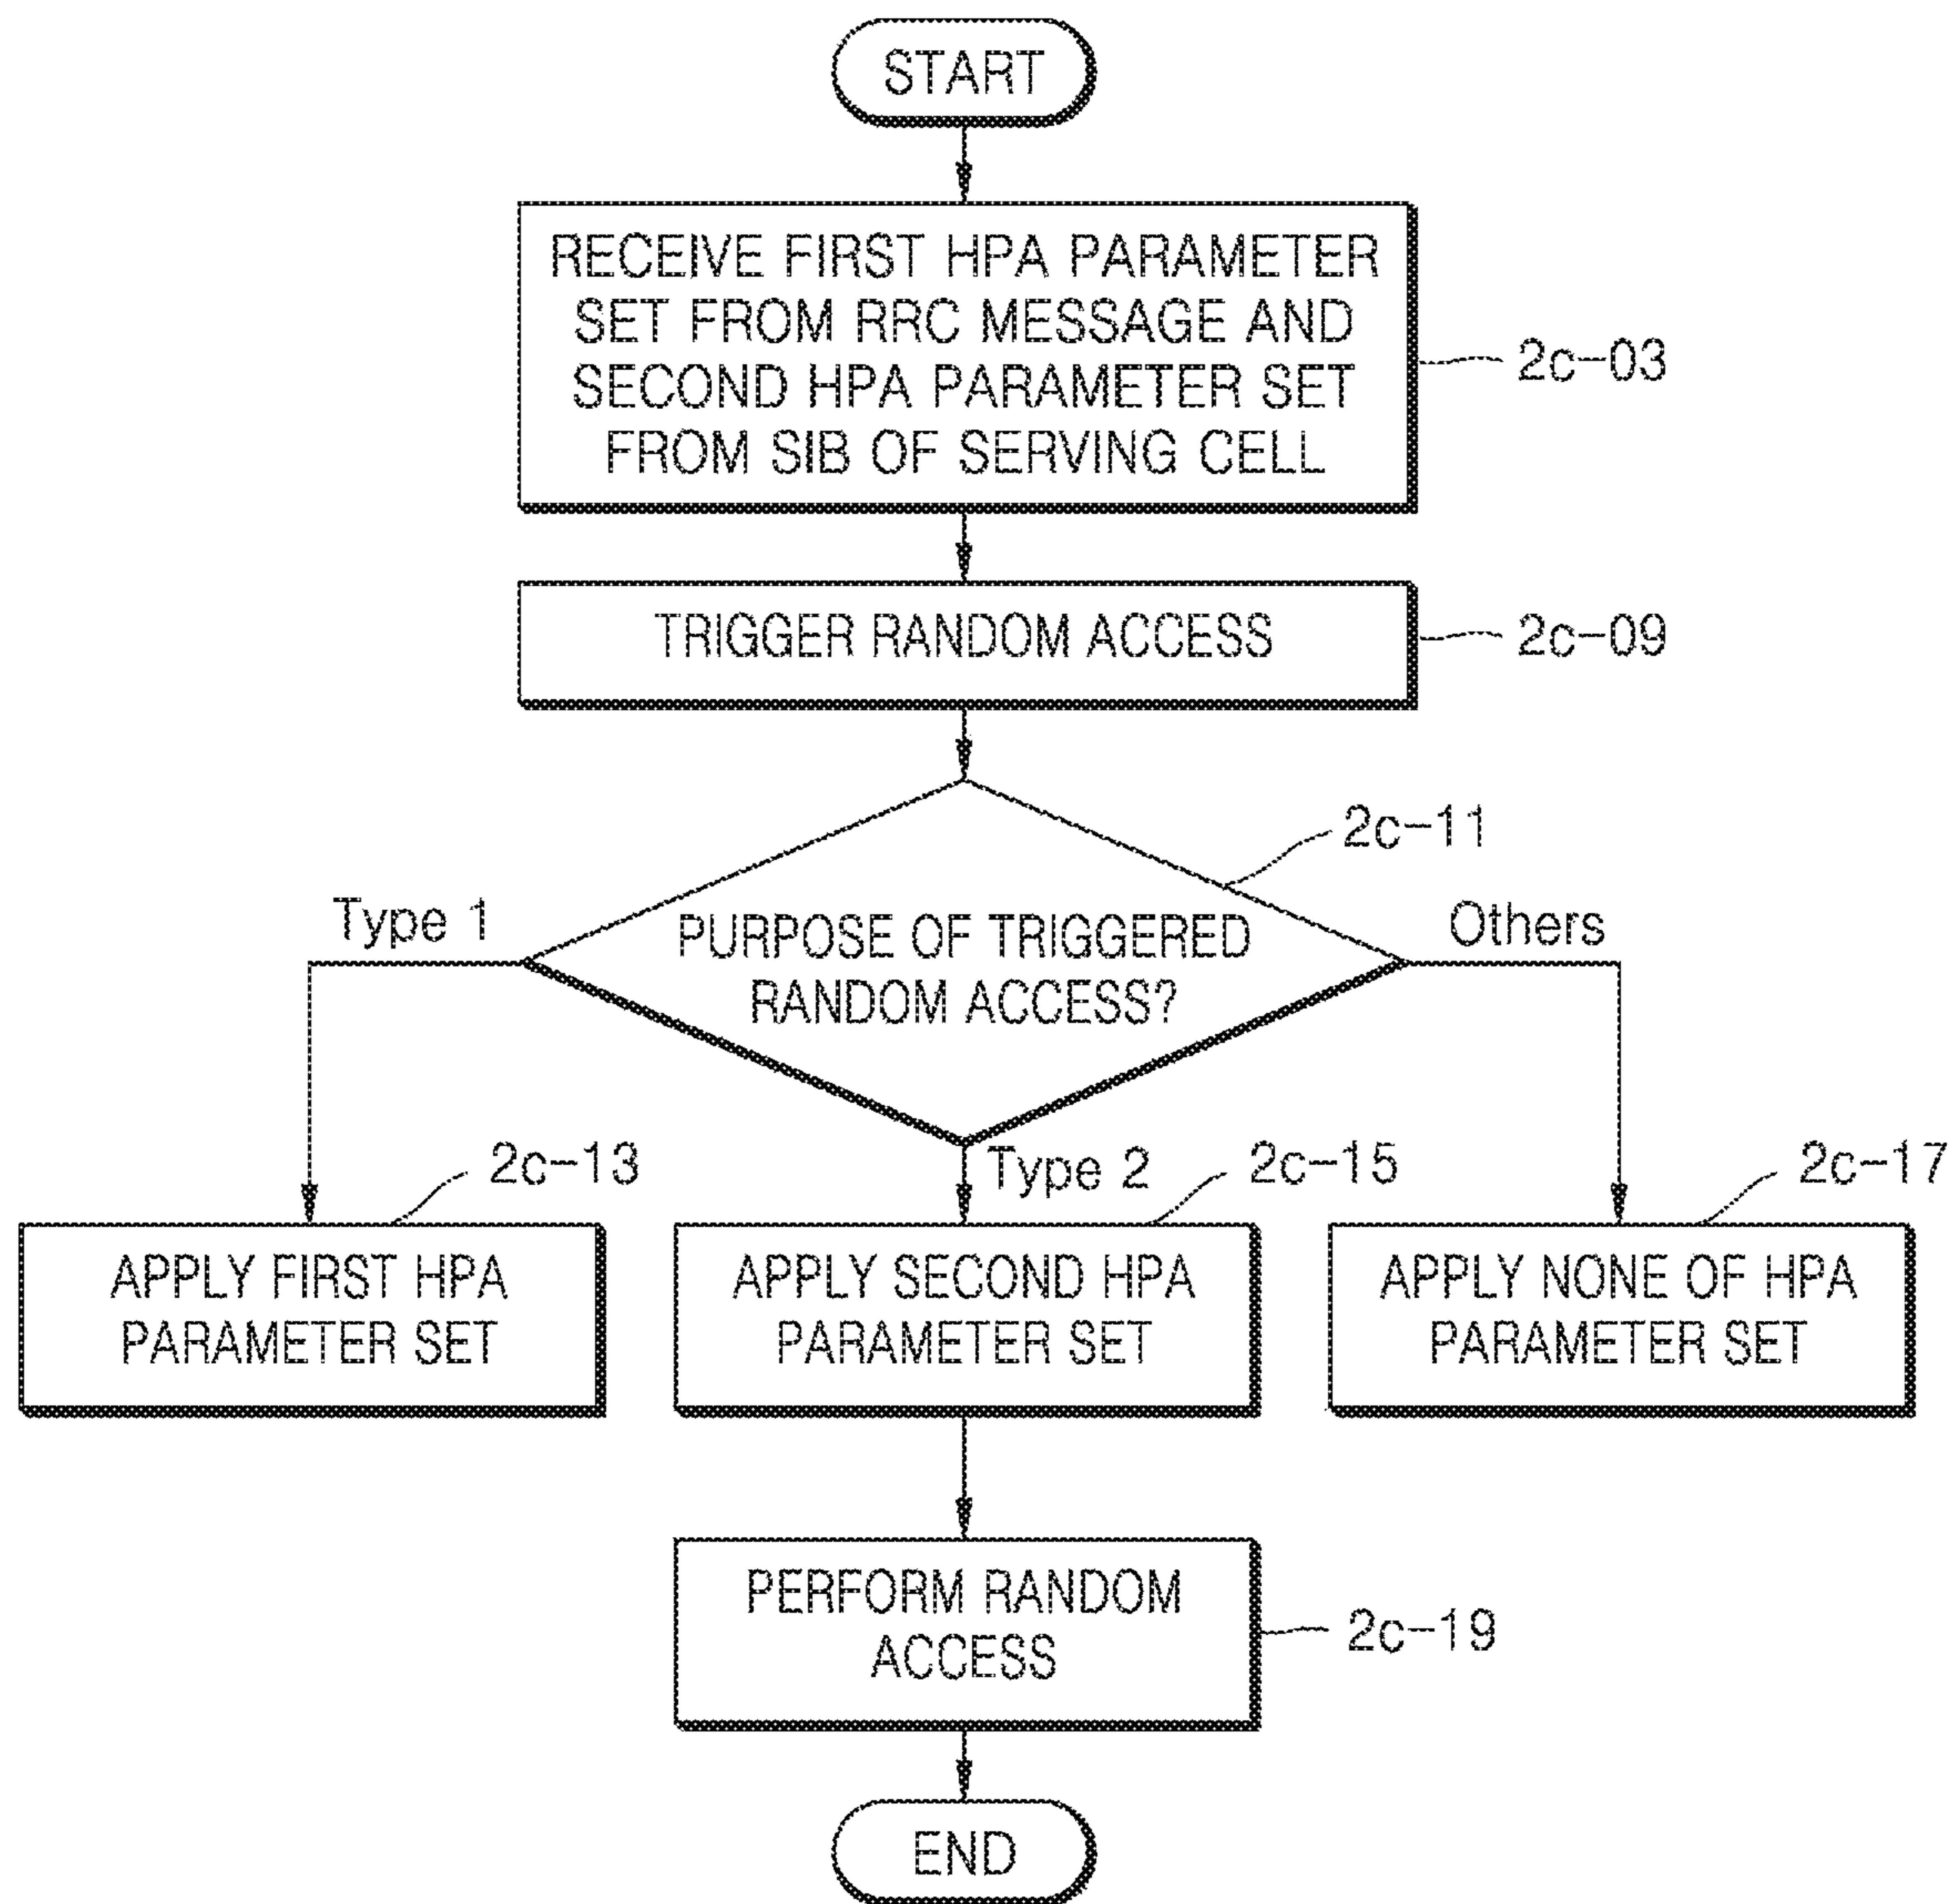 START
RECEIVE FIRST HPA PARAMETER
SET FROM RRC MESSAGE AND
SECOND HPA PARAMETER SET
FROM SIB OF SERVING CELL
2c-03
TRIGGER RANDOM ACCESS
2c-09
2c-11
Type 1
PURPOSE OF TRIGGERED
RANDOM ACCESS?
Others
2c-13
Type 2
2c-15
2c-17
APPLY FIRST HPA
PARAMETER SET
APPLY SECOND HPA
PARAMETER SET
APPLY NONE OF HPA
PARAMETER SET
PERFORM RANDOM
ACCESS
2c-19
END